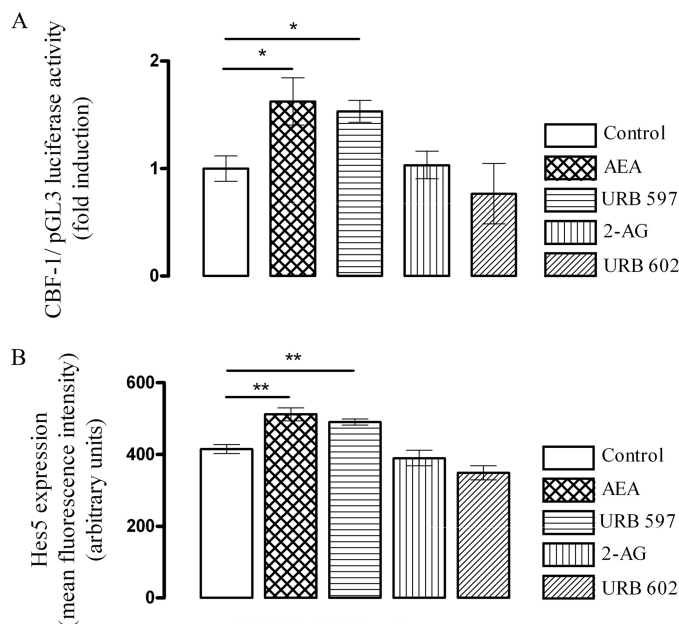 A
CBF-1/ pGL3 luciferase activity
(fold induction)
2
1
0
*
*
Control
AEA
URB 597
2-AG
URB 602
B
Hes5 expression
(mean fluorescence intensity)
(arbitrary units)
600
400
200
0
**
**
Control
AEA
URB 597
2-AG
URB 602